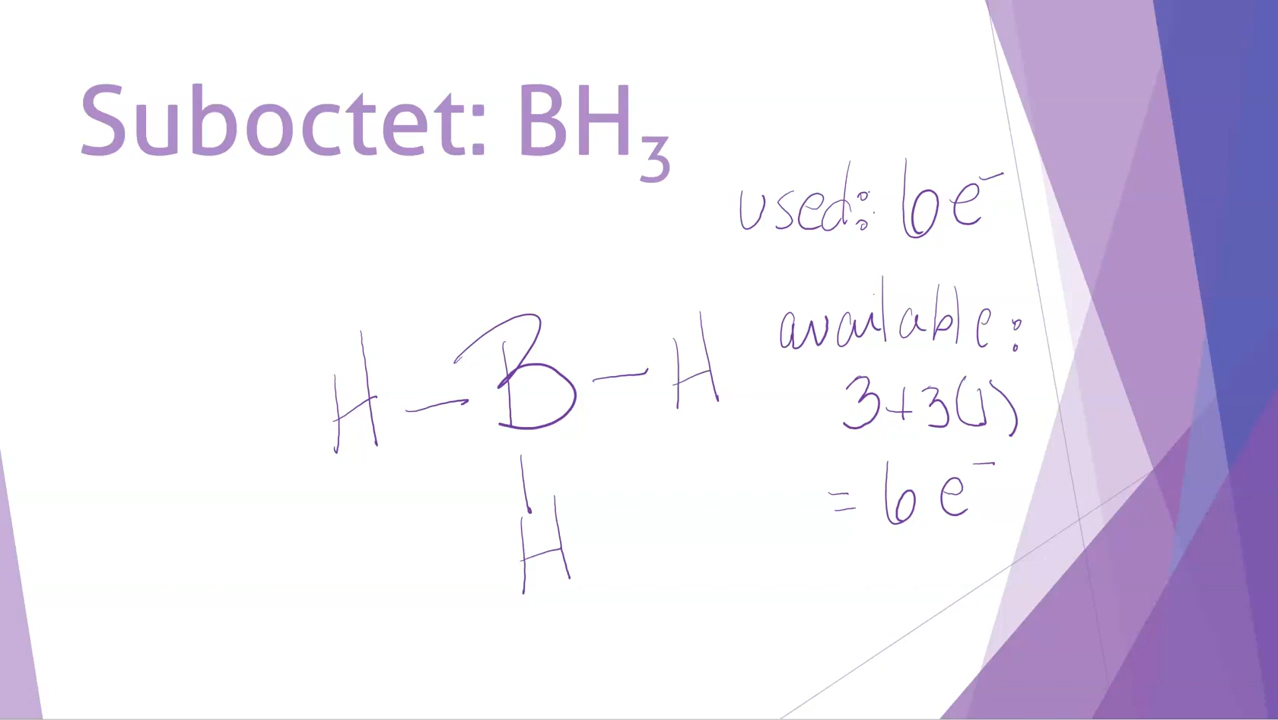 Suboctet: BH₃
used: 6e⁻
available:
3+3(1)
= 6e⁻
H—B—H
|
H